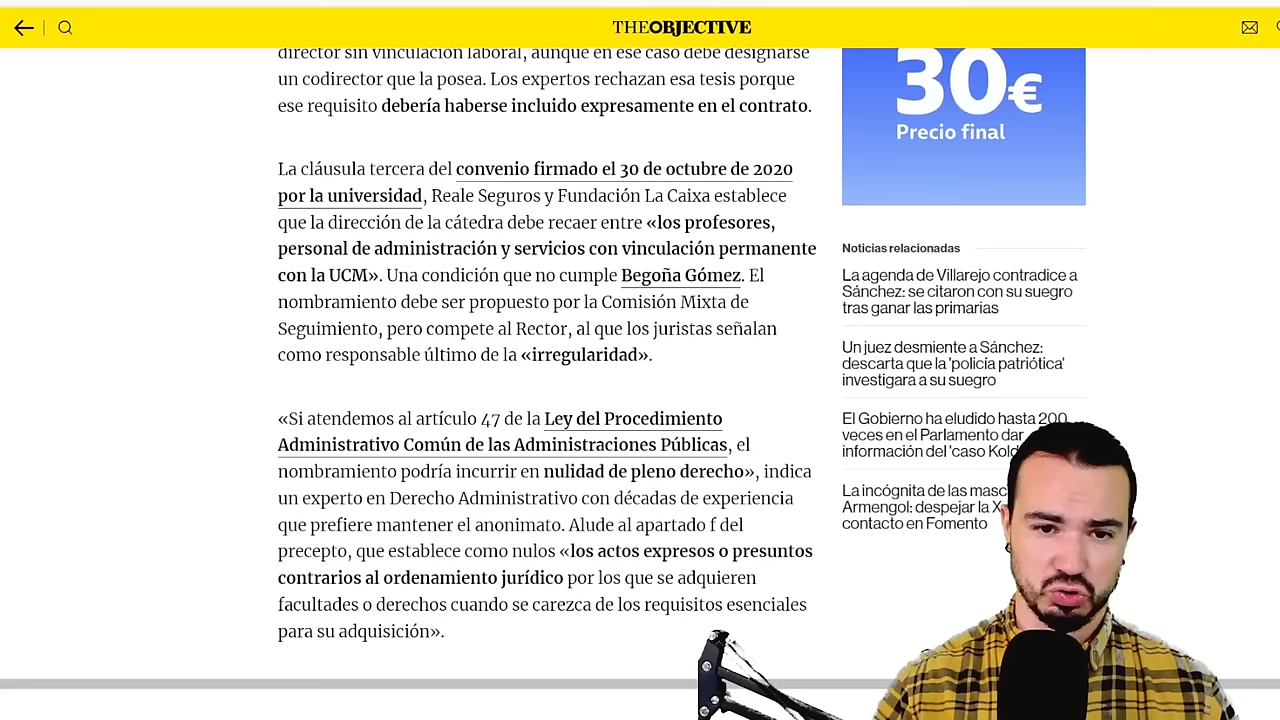 THEOBJECTIVE
director sin vinculación laboral, aunque en ese caso debe designarse
un codirector que la posea. Los expertos rechazan esa tesis porque
ese requisito debería haberse incluido expresamente en el contrato.
La cláusula tercera del convenio firmado el 30 de octubre de 2020
por la universidad, Reale Seguros y Fundación La Caixa establece
que la dirección de la cátedra debe recaer entre «los profesores,
personal de administración y servicios con vinculación permanente
con la UCM». Una condición que no cumple Begoña Gómez. El
nombramiento debe ser propuesto por la Comisión Mixta de
Seguimiento, pero compete al Rector, al que los juristas señalan
como responsable último de la «irregularidad».
«Si atendemos al artículo 47 de la Ley del Procedimiento
Administrativo Común de las Administraciones Públicas, el
nombramiento podría incurrir en nulidad de pleno derecho», indica
un experto en Derecho Administrativo con décadas de experiencia
que prefiere mantener el anonimato. Alude al apartado f del
precepto, que establece como nulos «los actos expresos o presuntos
contrarios al ordenamiento jurídico por los que se adquieren
facultades o derechos cuando se carezca de los requisitos esenciales
para su adquisición».
30€
Precio final
Noticias relacionadas
La agenda de Villarejo contradice a
Sánchez: se citaron con su suegro
tras ganar las primarias
Un juez desmiente a Sánchez:
descarta que la 'policía patriótica'
investigara a su suegro
El Gobierno ha eludido hasta 200
veces en el Parlamento dar
información del 'caso Kold
La incógnita de las masc
Armengol: despejar la X
contacto en Fomento